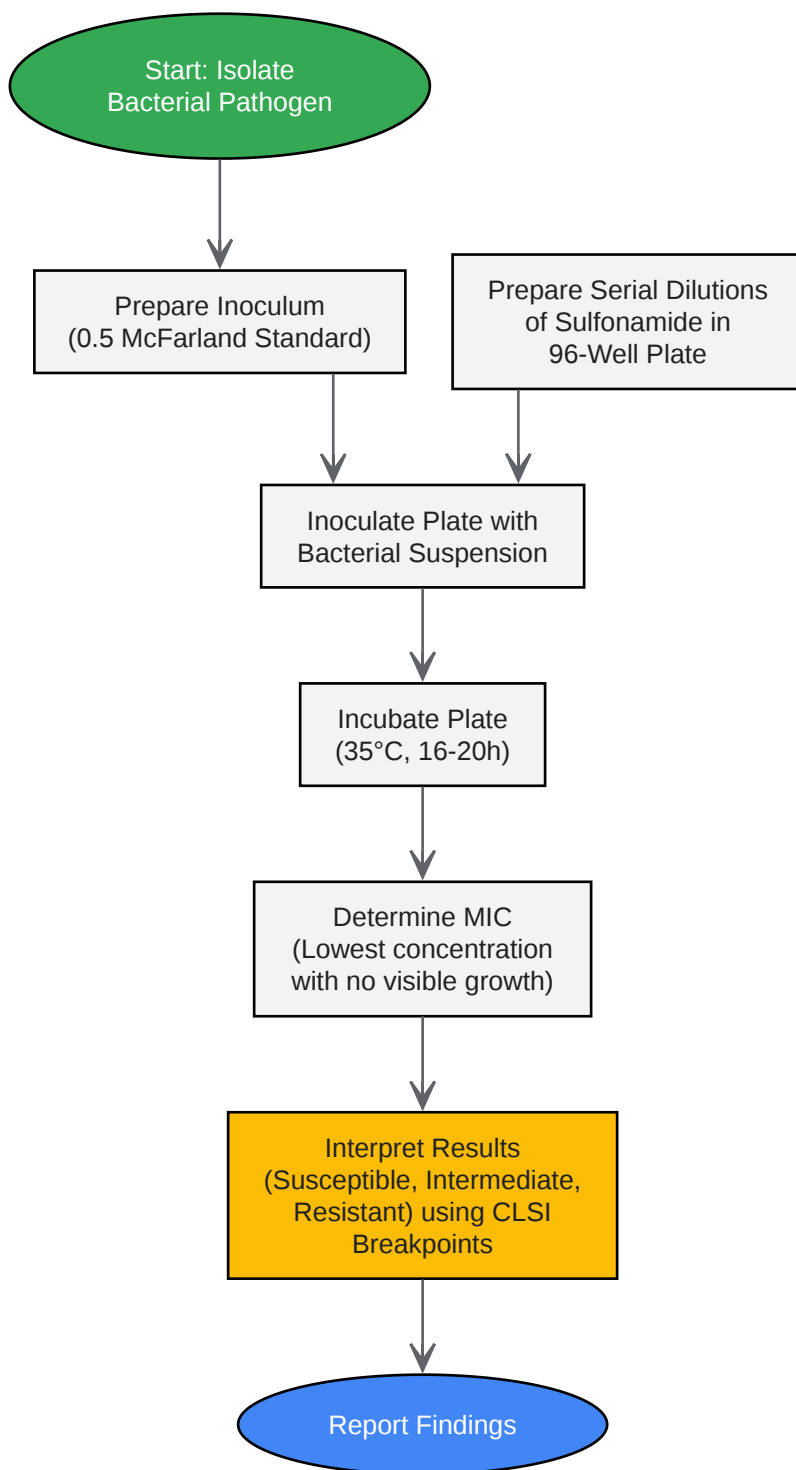 Start: Isolate
Bacterial Pathogen
Prepare Inoculum
(0.5 McFarland Standard)
Prepare Serial Dilutions
of Sulfonamide in
96-Well Plate
Inoculate Plate with
Bacterial Suspension
Incubate Plate
(35°C, 16-20h)
Determine MIC
(Lowest concentration
with no visible growth)
Interpret Results
(Susceptible, Intermediate,
Resistant) using CLSI
Breakpoints
Report Findings